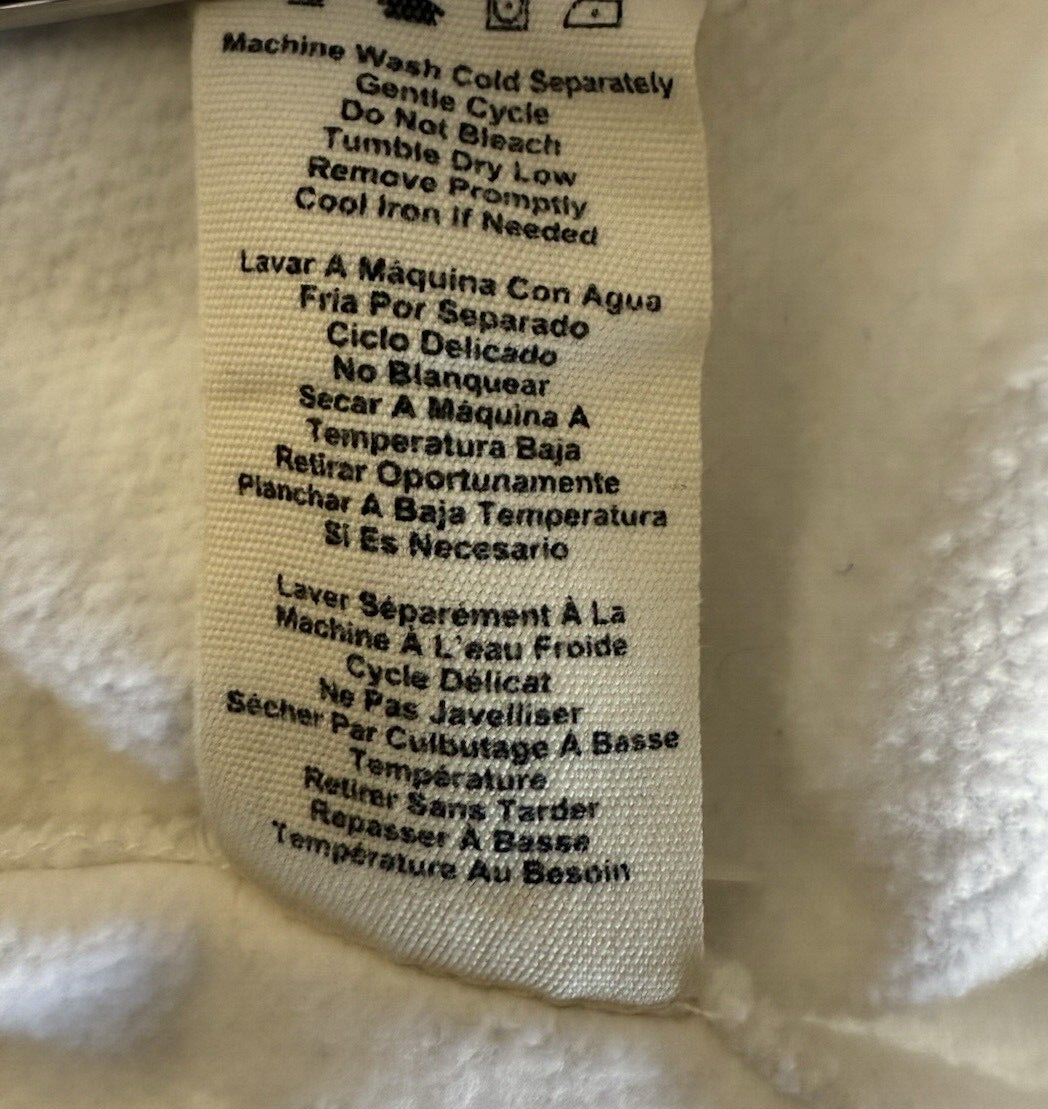 Machine Wash Cold Separately
Gentle Cycle
Do Not Bleach
Tumble Dry Low
Remove Promptly
Cool Iron If Needed
Lavar A Máquina Con Agua
Fria Por Separado
Ciclo Delicado
No Blanquear
Secar A Máquina A
Temperatura Baja
Retirar Oportunamente
Planchar A Baja Temperatura
Si Es Necesario
Laver Séparément À La
Machine À L'eau Froide
Cycle Délicat
Ne Pas Javelliser
Sécher Par Culbutage A Basse
Température
Retirer Sans Tarder
Repasser A Basse
Température Au Besoin